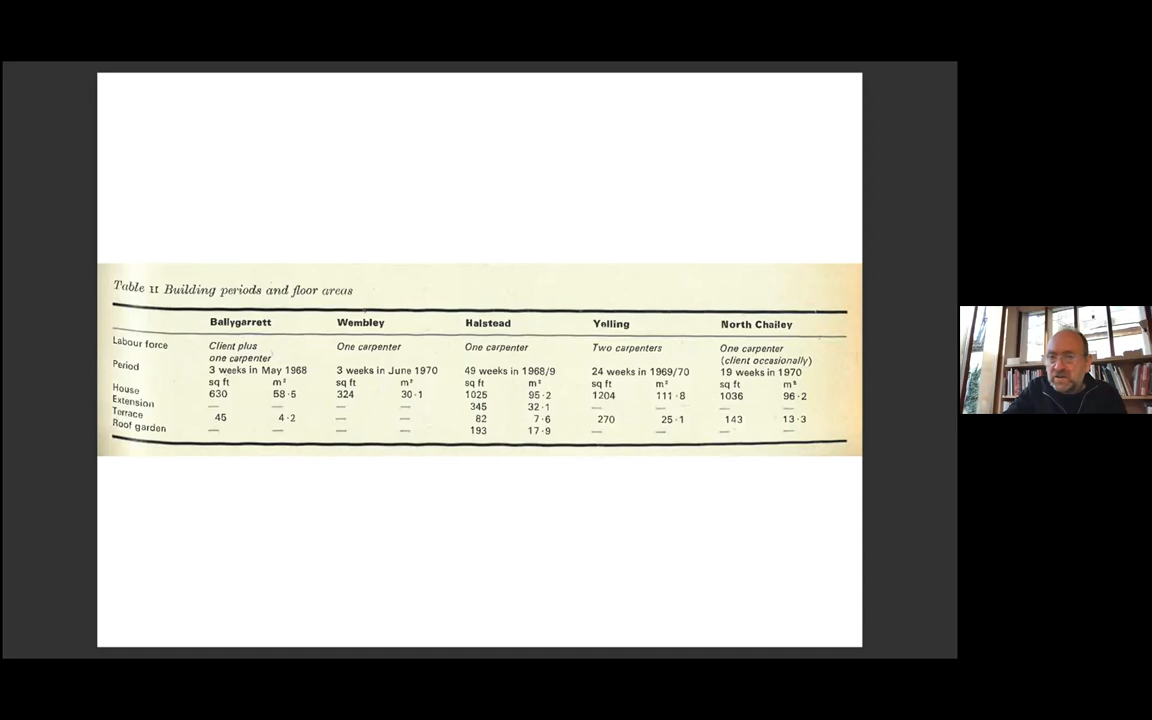 Table 11 Building periods and floor areas
Ballygarrett Wembley Halstead Yelling North Chailey
Labour force Client plus one carpenter One carpenter One carpenter Two carpenters One carpenter (client occasionally)
Period 3 weeks in May 1968 3 weeks in June 1970 49 weeks in 1968/9 24 weeks in 1969/70 19 weeks in 1970
sq ft m² sq ft m² sq ft m² sq ft m² sq ft m²
House 630 58·5 324 30·1 1025 95·2 1204 111·8 1036 96·2
Extension — — — — 345 32·1 — — — —
Terrace 45 4·2 — — 82 7·6 270 25·1 143 13·3
Roof garden — — — — 193 17·9 — — — —